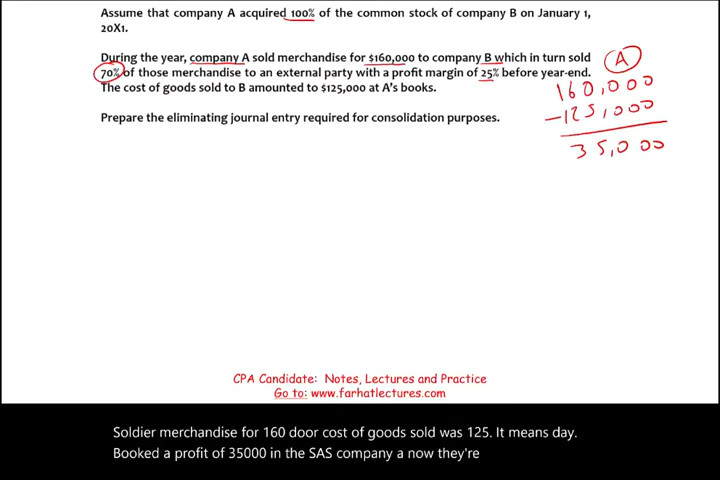 Assume that company A acquired 100% of the common stock of company B on January 1,
20X1.
During the year, company A sold merchandise for $160,000 to company B which in turn sold
70% of those merchandise to an external party with a profit margin of 25% before year-end.
The cost of goods sold to B amounted to $125,000 at A's books.
Prepare the eliminating journal entry required for consolidation purposes.
A
160,000
-125,000
35,000
CPA Candidate: Notes, Lectures and Practice
Go to: www.farhatlectures.com
Soldier merchandise for 160 door cost of goods sold was 125. It means day.
Booked a profit of 35000 in the SAS company a now they're